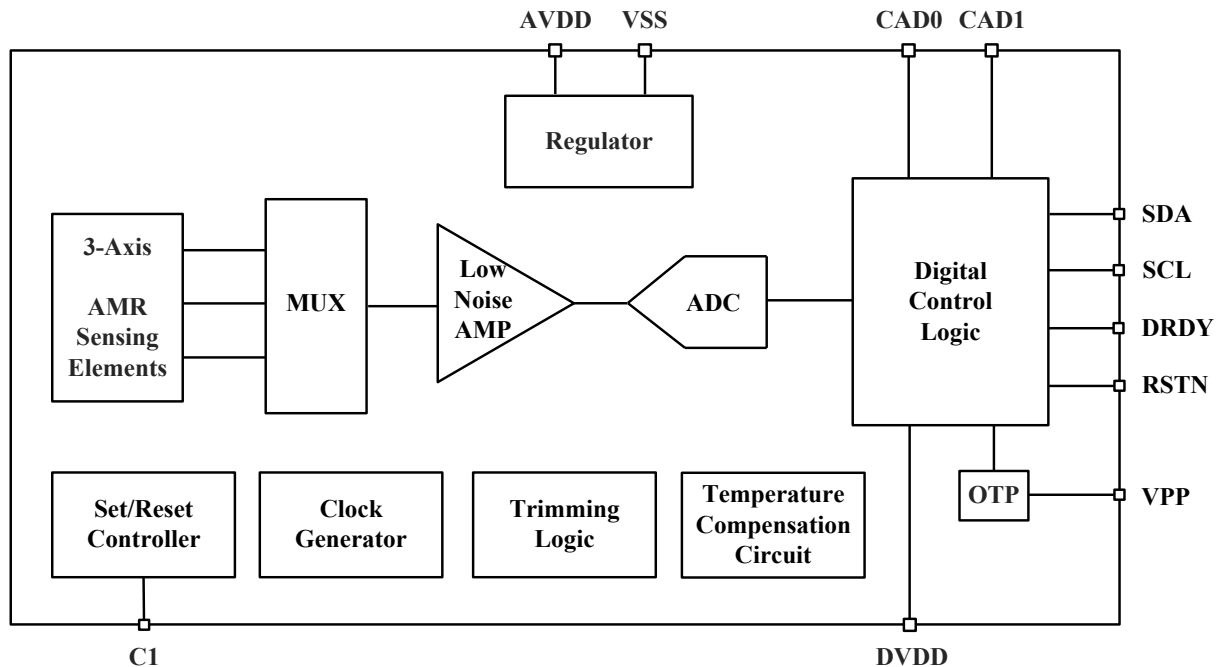 AVDD VSS CAD0 CAD1
Regulator
3-Axis
AMR
Sensing
Elements
MUX
Low
Noise
AMP
ADC
Digital
Control
Logic
SDA
SCL
DRDY
RSTN
OTP
VPP
Set/Reset
Controller
Clock
Generator
Trimming
Logic
Temperature
Compensation
Circuit
C1
DVDD